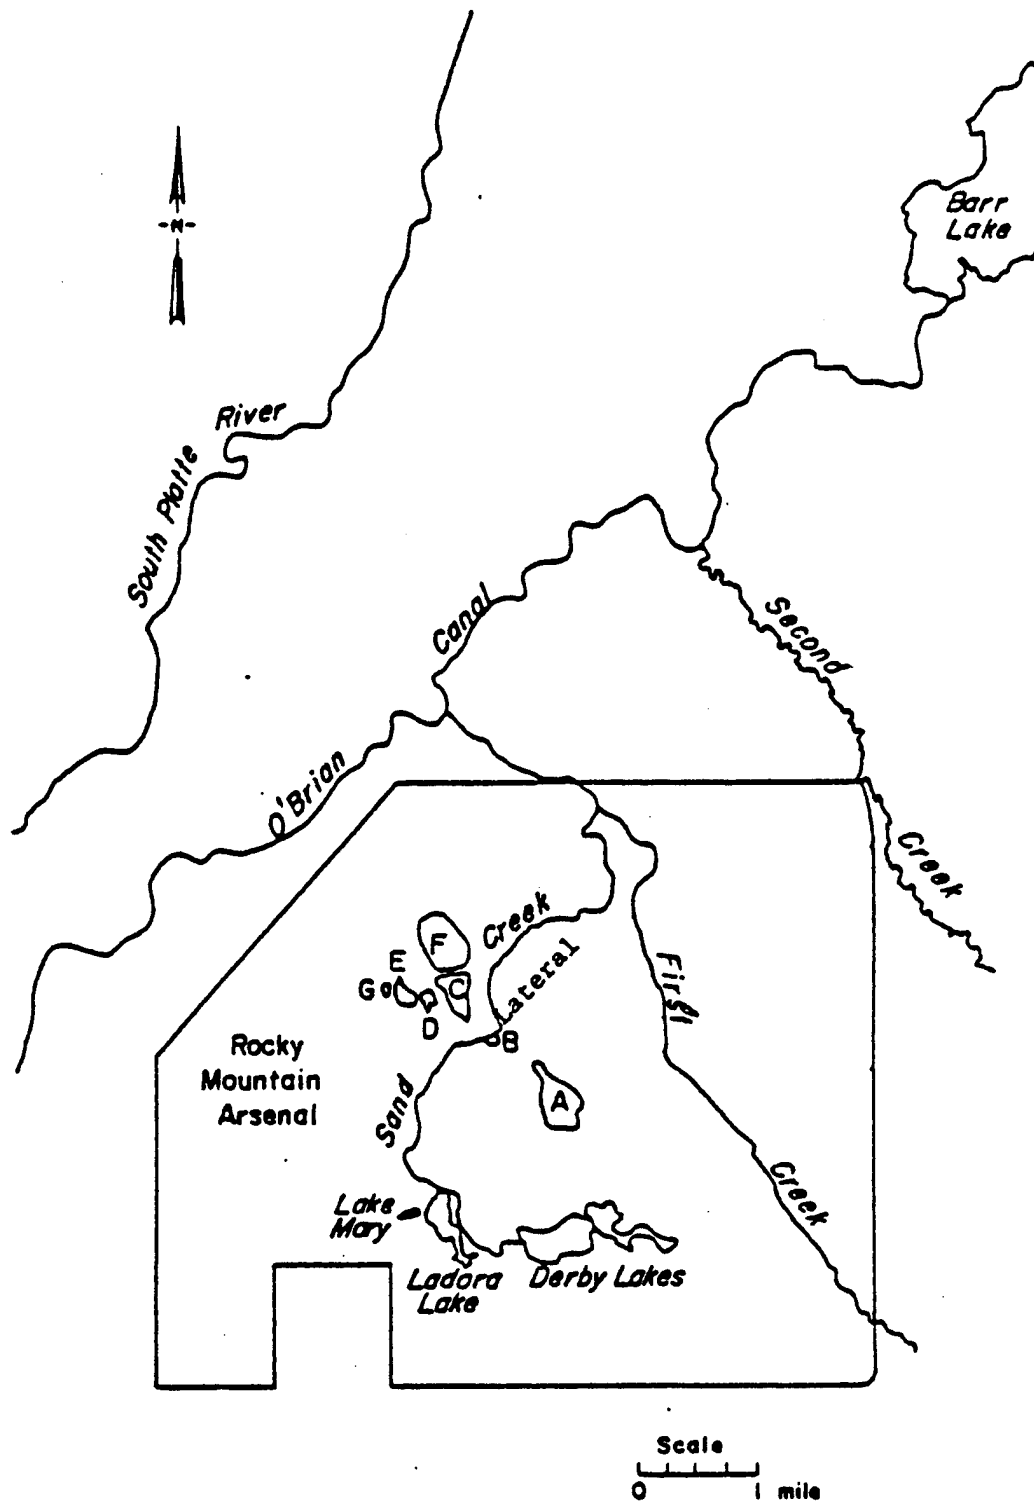 -N-
Barr
Lake
River
South Platte
Canal
Second
O'Brian
Creek
Creek
Lateral
First
F
E
G
C
D
B
Rocky
Mountain
Arsenal
A
Sand
Creek
Lake
Mary
Ladora
Lake
Derby Lakes
Scale
0 1 mile